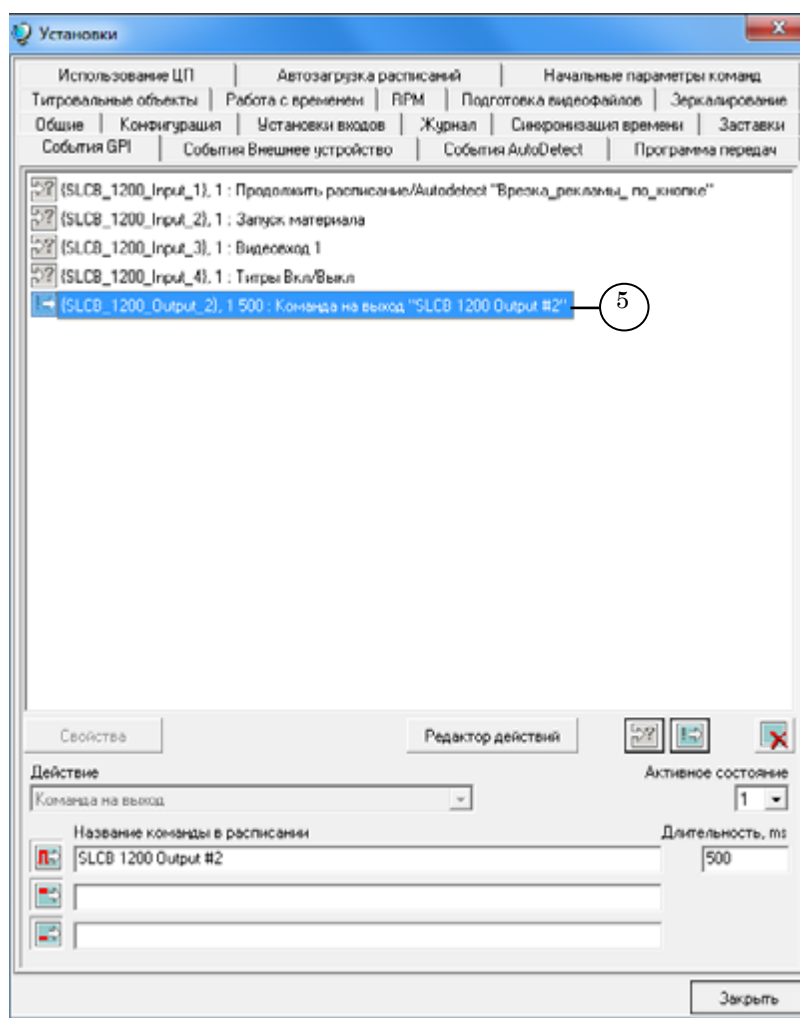 Установки
Использование ЦП Автозагрузка расписаний Начальные параметры команд
Титровальные объекты Работа с временем RPM Подготовка видеофайлов Зеркалирование
Общие Конфигурация Установки входов Журнал Синхронизация времени Заставки
События GPI События Внешнее устройство События AutoDetect Программа передач
{SLCB_1200_Input_1}, 1 : Продолжить расписание/Autodetect "Врезка_рекламы_ по_кнопке"
{SLCB_1200_Input_2}, 1 : Запуск материала
{SLCB_1200_Input_3}, 1 : Видеовход 1
{SLCB_1200_Input_4}, 1 : Титры Вкл/Выкл
{SLCB_1200_Output_2}, 1 500 : Команда на выход "SLCB 1200 Output #2"
5
Свойства Редактор действий
Действие Активное состояние
Команда на выход 1
Название команды в расписании Длительность, ms
SLCB 1200 Output #2 500
Закрыть